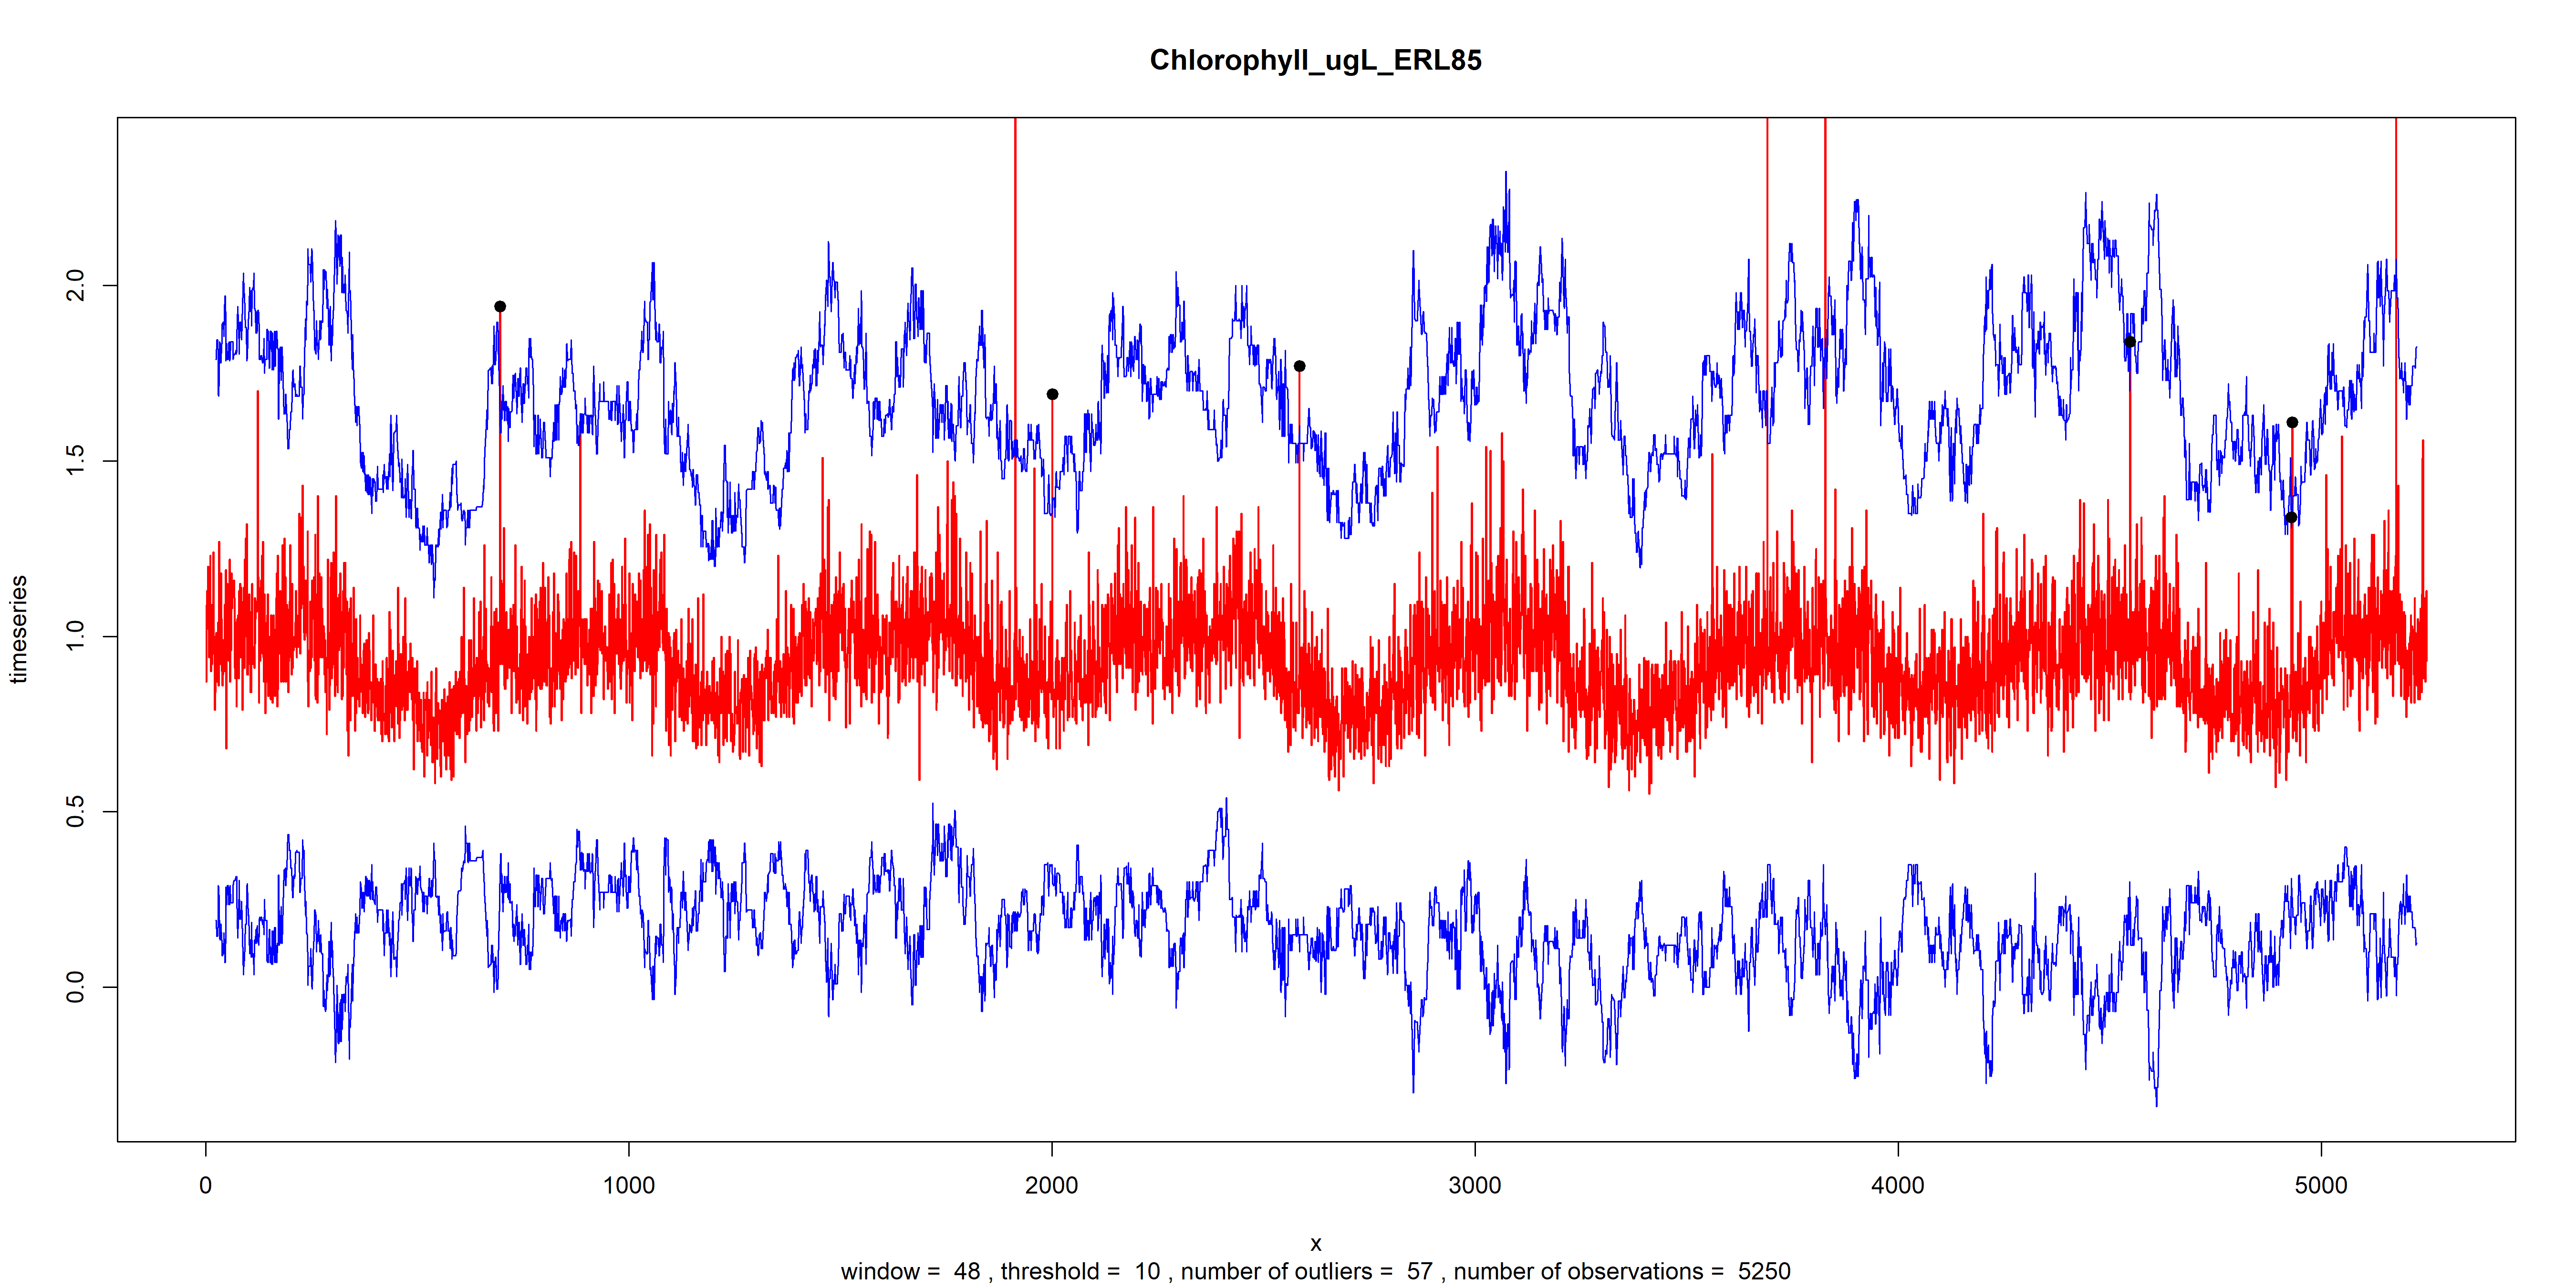 Chlorophyll_ugL_ERL85
timeseries
2.0
1.5
1.0
0.5
0.0
0 1000 2000 3000 4000 5000
x
window =  48 , threshold =  10 , number of outliers =  57 , number of observations =  5250